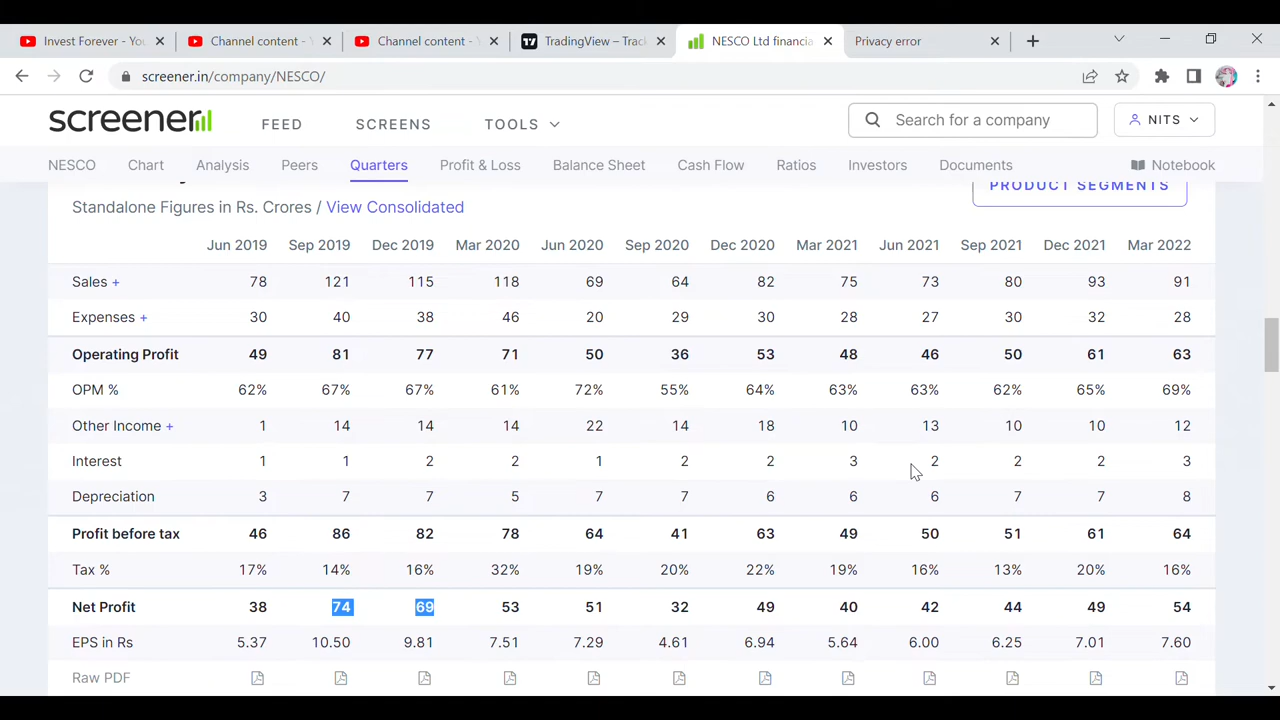 Invest Forever - Yo
Channel content -
Channel content -
TradingView – Trac
NESCO Ltd financia
Privacy error
screener.in/company/NESCO/
screener
FEED
SCREENS
TOOLS
Search for a company
NITS
NESCO Chart Analysis Peers Quarters Profit & Loss Balance Sheet Cash Flow Ratios Investors Documents Notebook
PRODUCT SEGMENTS
Standalone Figures in Rs. Crores / View Consolidated
Jun 2019 Sep 2019 Dec 2019 Mar 2020 Jun 2020 Sep 2020 Dec 2020 Mar 2021 Jun 2021 Sep 2021 Dec 2021 Mar 2022
Sales + 78 121 115 118 69 64 82 75 73 80 93 91
Expenses + 30 40 38 46 20 29 30 28 27 30 32 28
Operating Profit 49 81 77 71 50 36 53 48 46 50 61 63
OPM % 62% 67% 67% 61% 72% 55% 64% 63% 63% 62% 65% 69%
Other Income + 1 14 14 14 22 14 18 10 13 10 10 12
Interest 1 1 2 2 1 2 2 3 2 2 2 3
Depreciation 3 7 7 5 7 7 6 6 6 7 7 8
Profit before tax 46 86 82 78 64 41 63 49 50 51 61 64
Tax % 17% 14% 16% 32% 19% 20% 22% 19% 16% 13% 20% 16%
Net Profit 38 74 69 53 51 32 49 40 42 44 49 54
EPS in Rs 5.37 10.50 9.81 7.51 7.29 4.61 6.94 5.64 6.00 6.25 7.01 7.60
Raw PDF